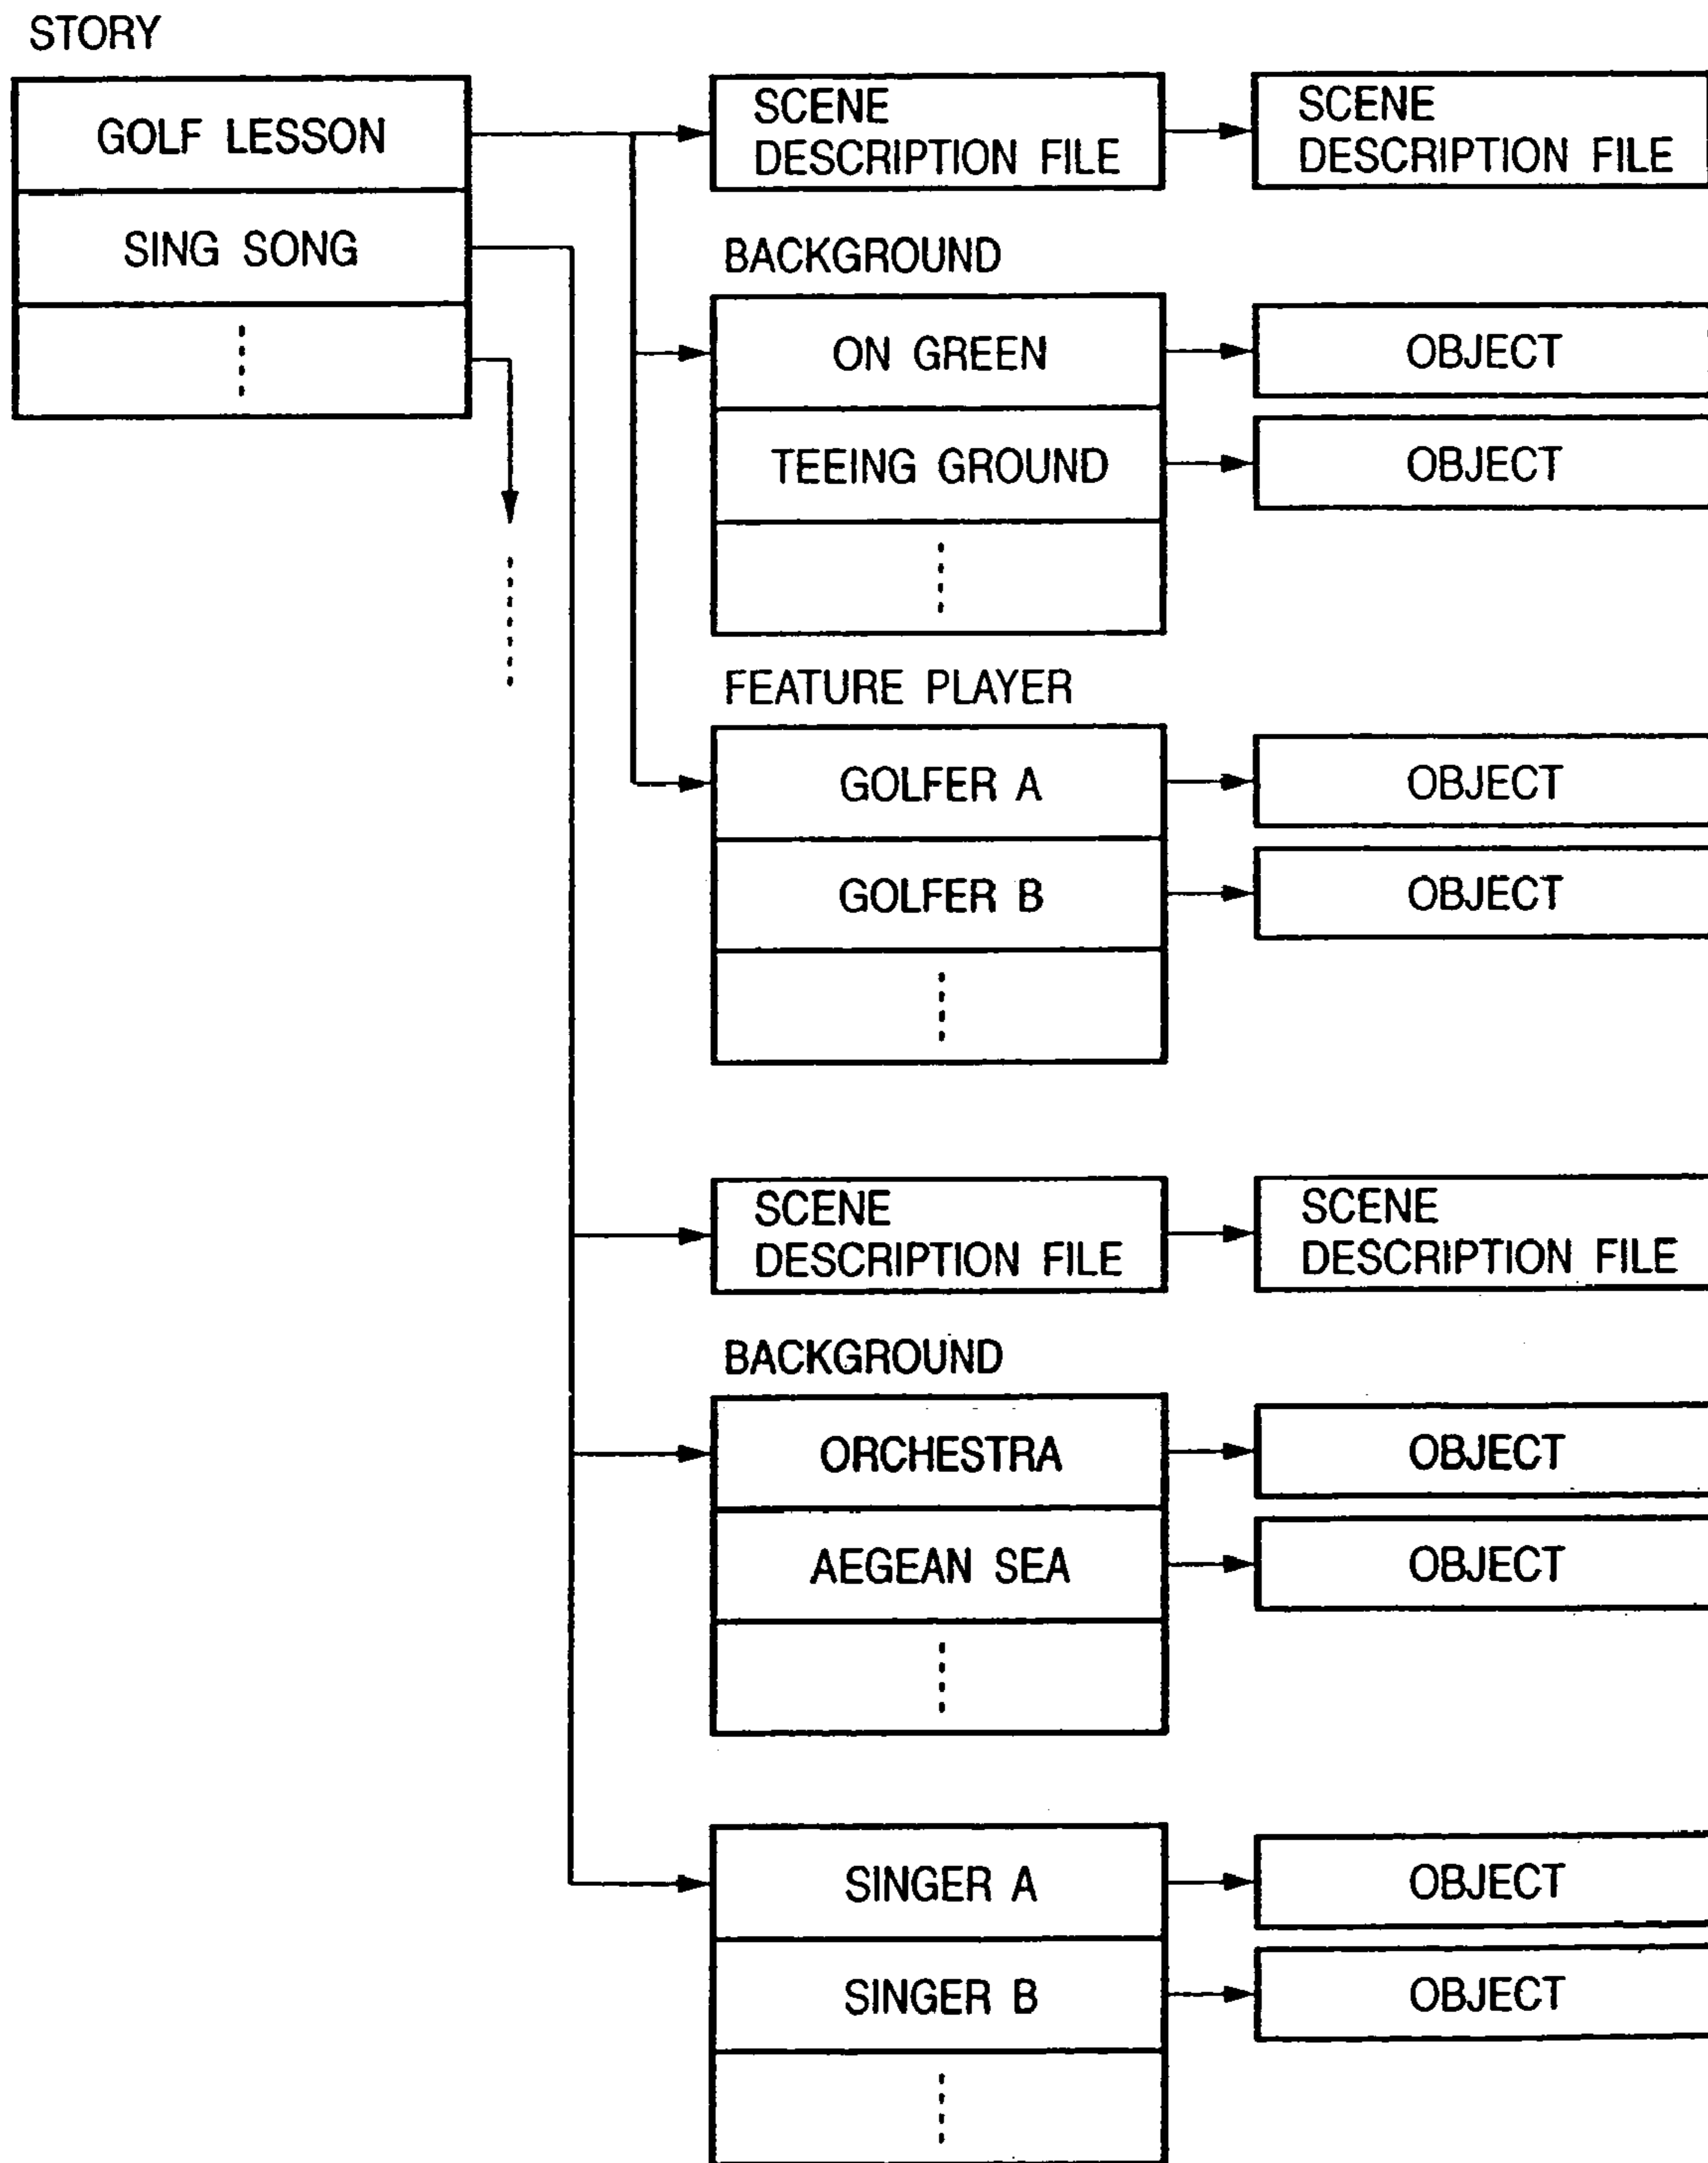 STORY
GOLF LESSON
SING SONG
SCENE
DESCRIPTION FILE
SCENE
DESCRIPTION FILE
BACKGROUND
ON GREEN
OBJECT
TEEING GROUND
OBJECT
FEATURE PLAYER
GOLFER A
OBJECT
GOLFER B
OBJECT
SCENE
DESCRIPTION FILE
SCENE
DESCRIPTION FILE
BACKGROUND
ORCHESTRA
OBJECT
AEGEAN SEA
OBJECT
SINGER A
OBJECT
SINGER B
OBJECT